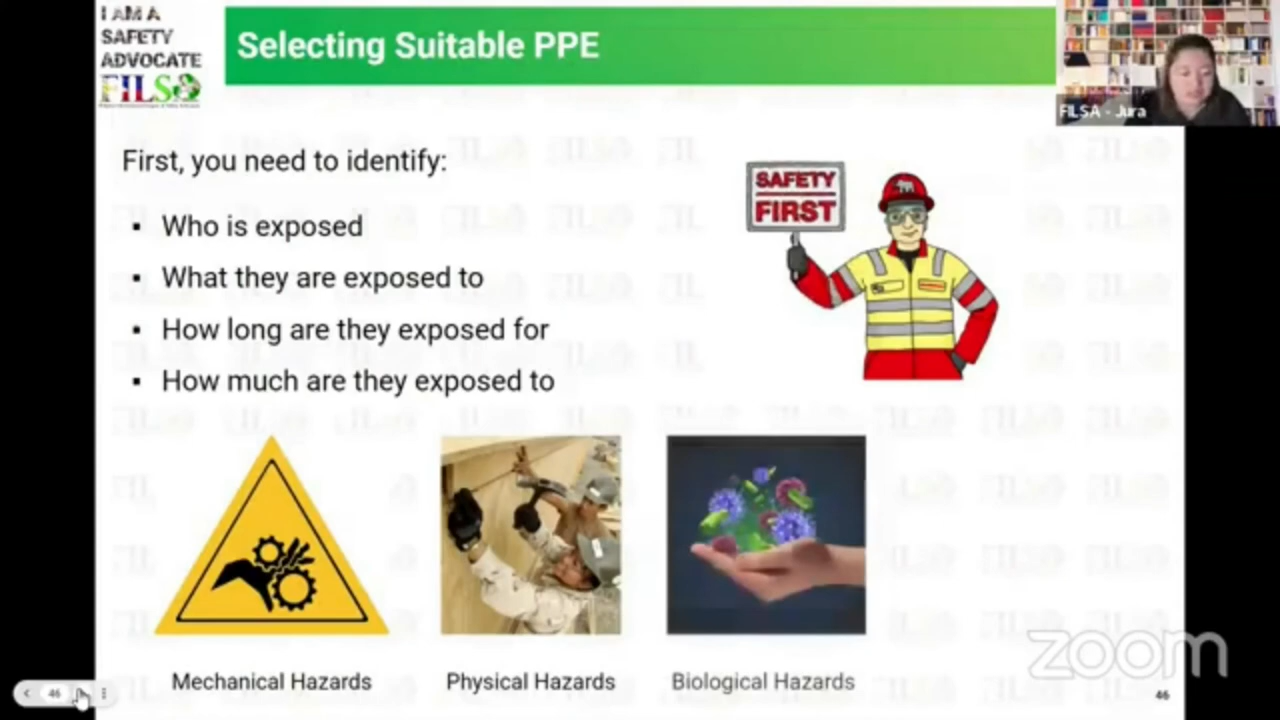 I AM A
SAFETY
ADVOCATE
FILSA
Selecting Suitable PPE
FILSA - Jura
First, you need to identify:
▪ Who is exposed
▪ What they are exposed to
▪ How long are they exposed for
▪ How much are they exposed to
SAFETY
FIRST
Mechanical Hazards
Physical Hazards
Biological Hazards
zoom
46
46